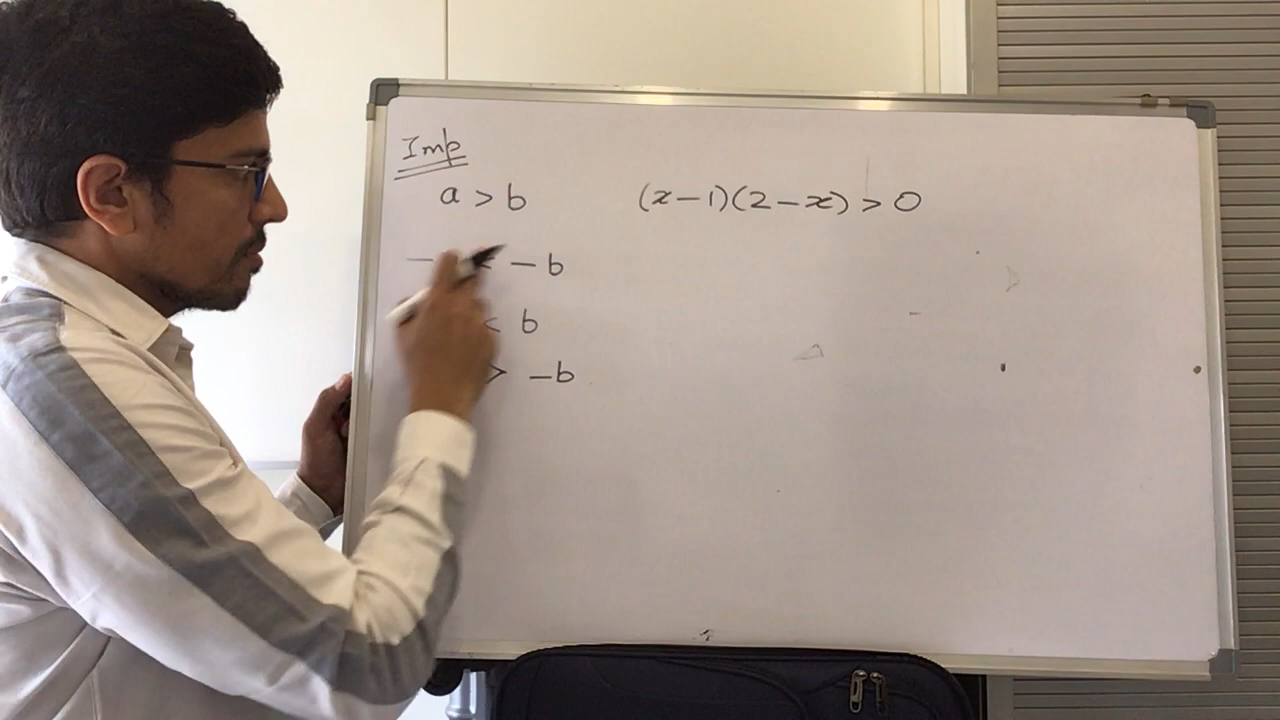 Imp
a > b (x-1)(2-x) > 0
- < -b
< b
> -b